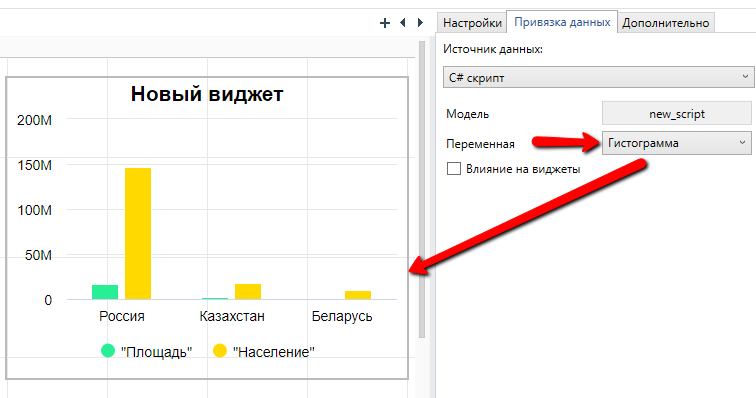 Настройки Привязка данных Дополнительно
Источник данных:
C# скрипт
Модель new_script
Переменная Гистограмма
Влияние на виджеты
Новый виджет
200M
150M
100M
50M
0
Россия Казахстан Беларусь
"Площадь" "Население"